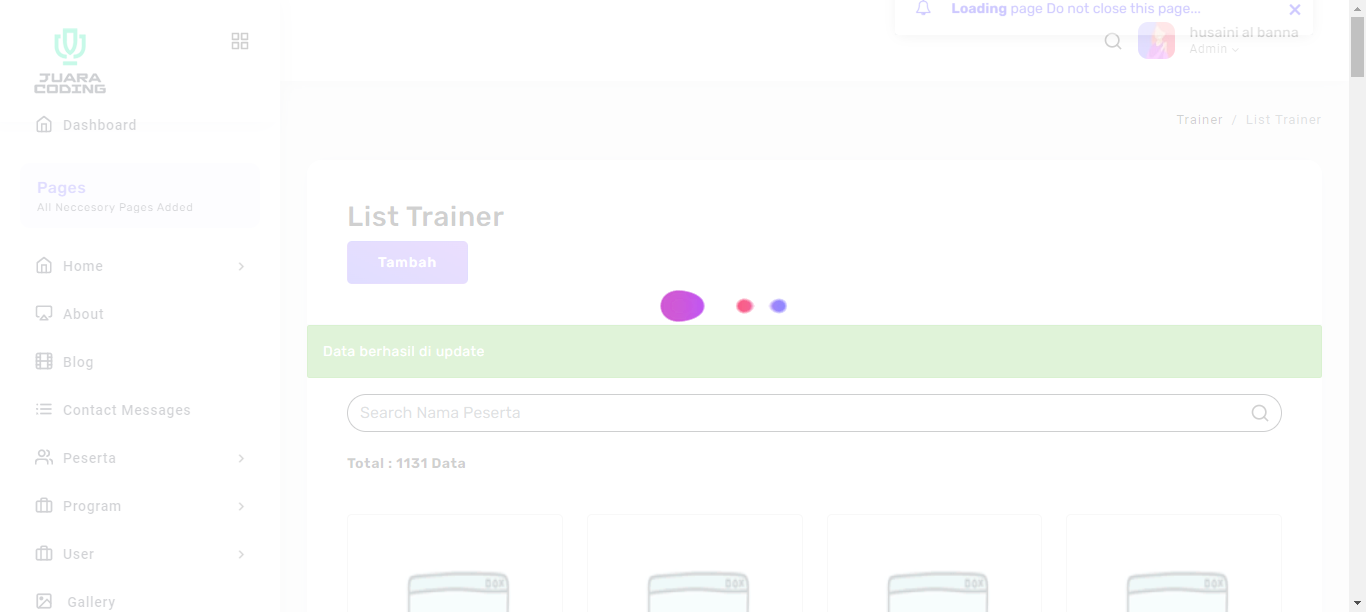 Loading page Do not close this page...
husaini al banna
Admin
JUARA
CODING
Dashboard
Pages
All Neccesory Pages Added
Home
About
Blog
Contact Messages
Peserta
Program
User
Gallery
Trainer / List Trainer
List Trainer
Tambah
Data berhasil di update
Search Nama Peserta
Total : 1131 Data